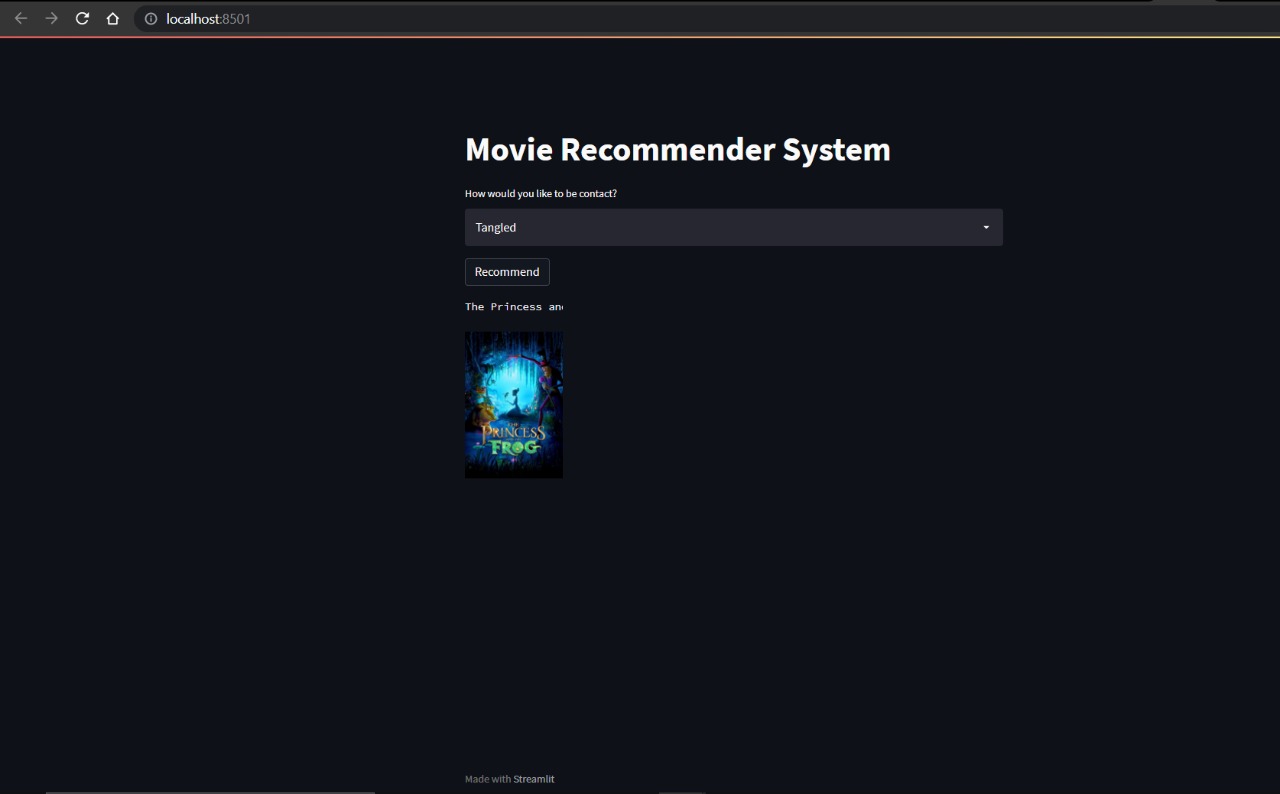 localhost:8501
Movie Recommender System
How would you like to be contact?
Tangled
Recommend
The Princess an
THE
PRINCESS
FROG
Made with Streamlit